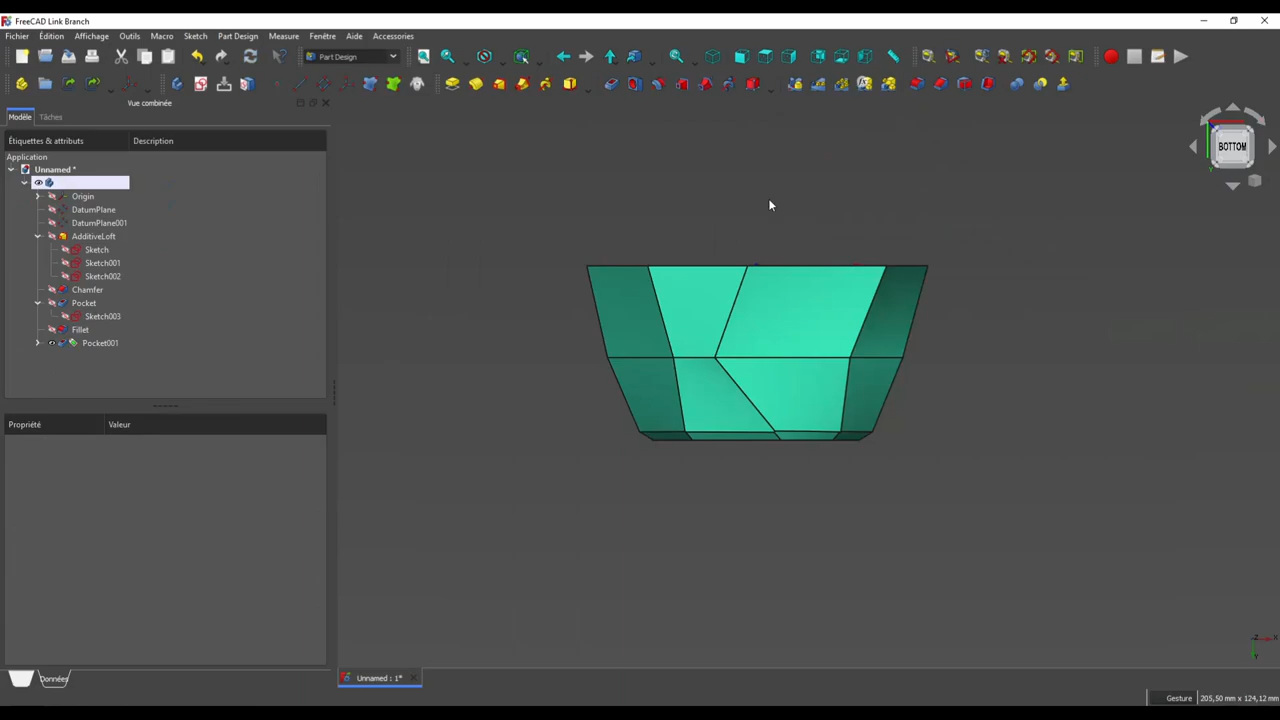 FreeCAD Link Branch
Fichier Édition Affichage Outils Macro Sketch Part Design Measure Fenêtre Aide Accessories
Part Design
Vue combinée
Modèle Tâches
Étiquettes & attributs Description
Application
Unnamed *
Origin
DatumPlane
DatumPlane001
AdditiveLoft
Sketch
Sketch001
Sketch002
Chamfer
Pocket
Sketch003
Fillet
Pocket001
BOTTOM
Propriété Valeur
Données
Unnamed : 1*
Gesture 205,50 mm x 124,12 mm